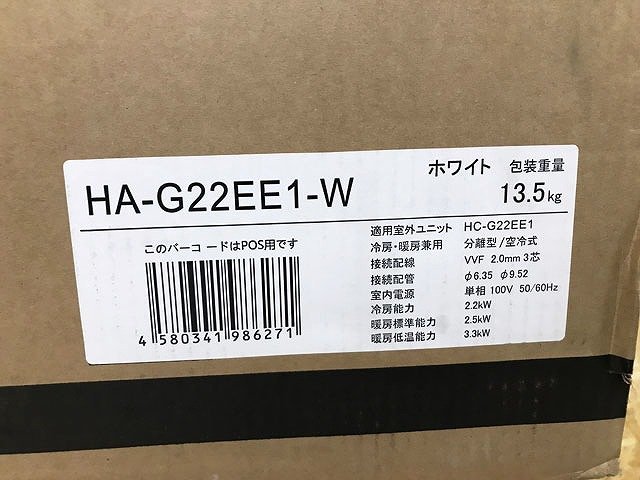 ホワイト 包装重量
HA-G22EE1-W 13.5kg
このバーコードはPOS用です
4 580341 986271
適用室外ユニット HC-G22EE1
冷房・暖房兼用 分離型/空冷式
接続配線 VVF 2.0mm 3芯
接続配管 φ6.35 φ9.52
室内電源 単相 100V 50/60Hz
冷房能力 2.2kW
暖房標準能力 2.5kW
暖房低温能力 3.3kW